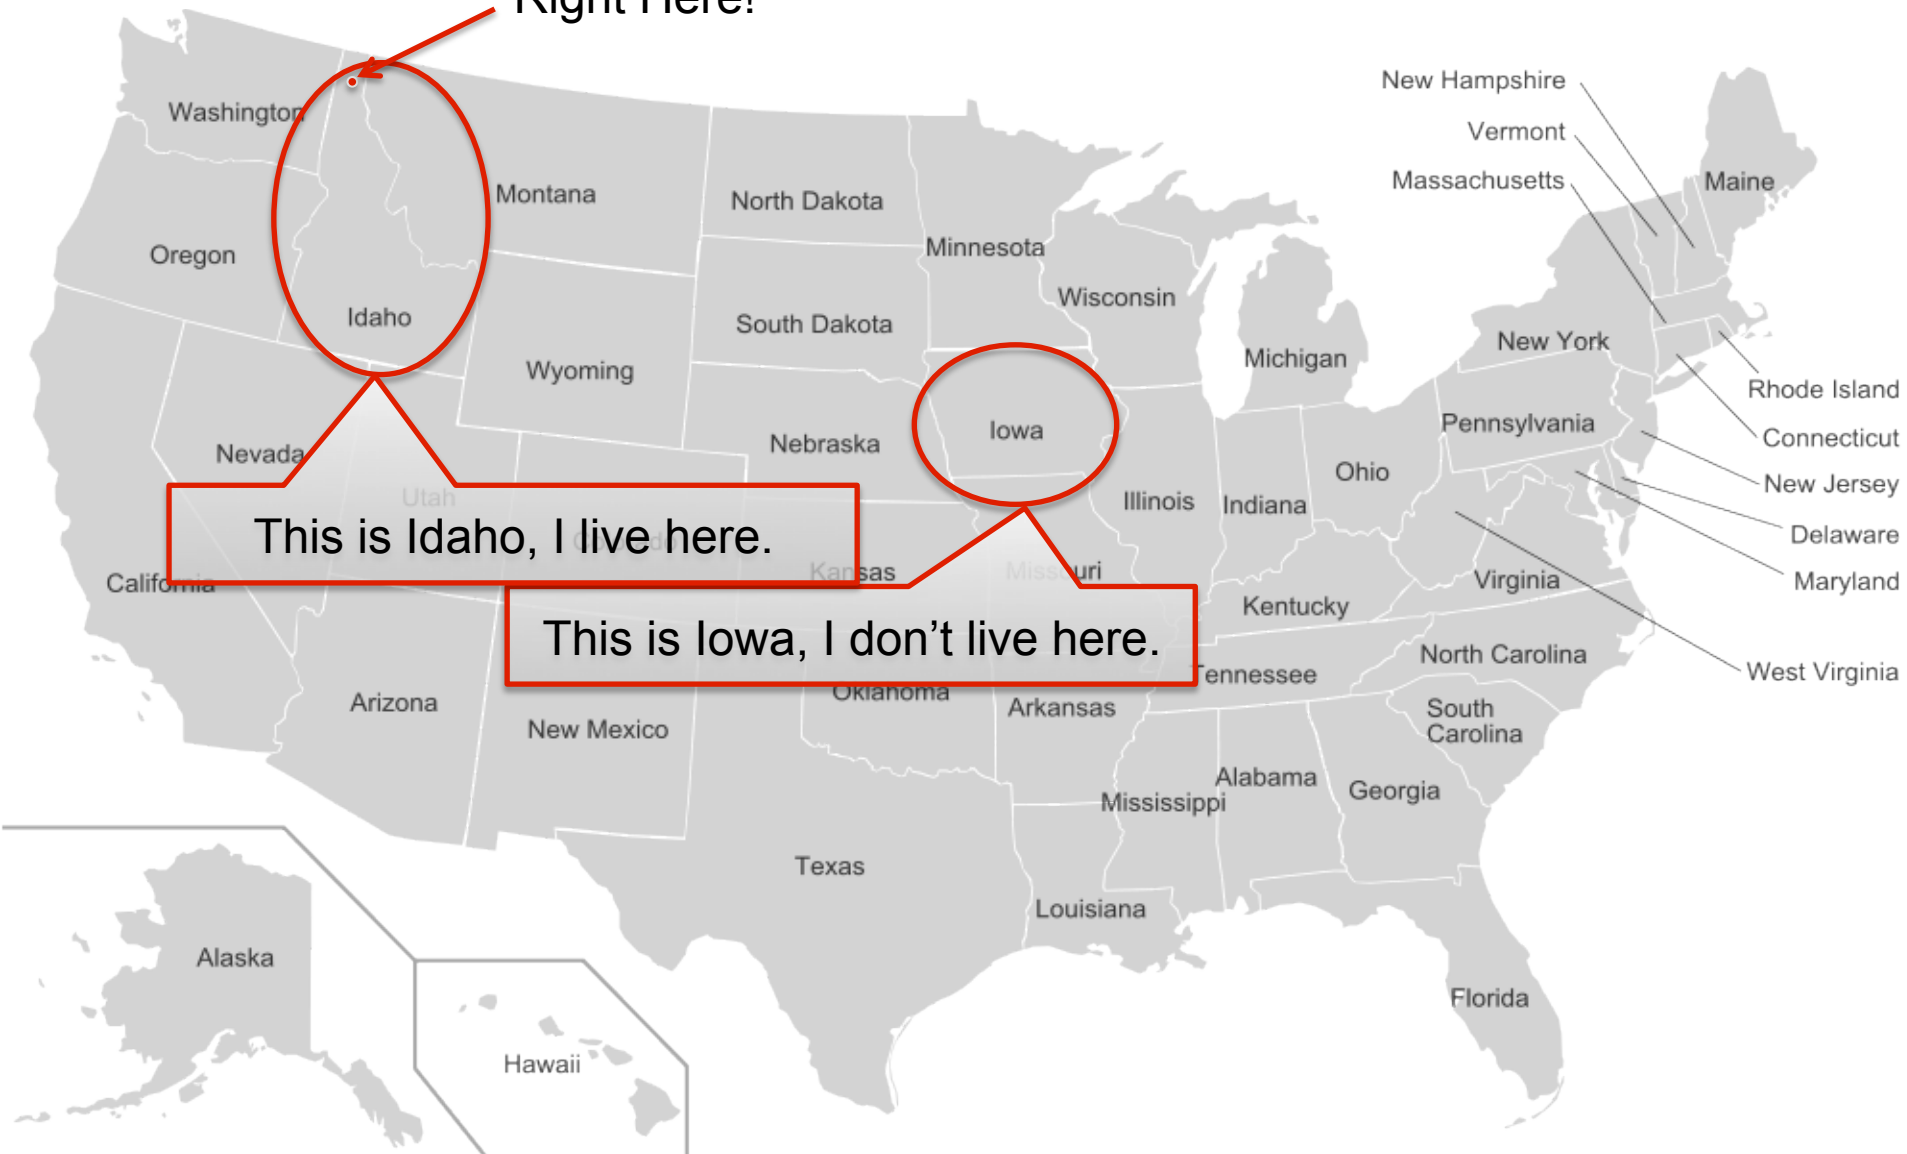 Right Here!
New Hampshire
Vermont
Massachusetts
Washington
Maine
Montana
North Dakota
Minnesota
Oregon
Wisconsin
Idaho
South Dakota
New York
Michigan
Wyoming
Rhode Island
Iowa
Pennsylvania
Connecticut
Nebraska
Nevada
Ohio
New Jersey
Utah
Illinois
Indiana
Delaware
This is Idaho, I live here.
Colorado
Kansas
Missouri
California
Virginia
Maryland
Kentucky
This is Iowa, I don’t live here.
North Carolina
West Virginia
Tennessee
Oklahoma
Arizona
Arkansas
South
Carolina
New Mexico
Alabama
Georgia
Mississippi
Texas
Louisiana
Alaska
Florida
Hawaii